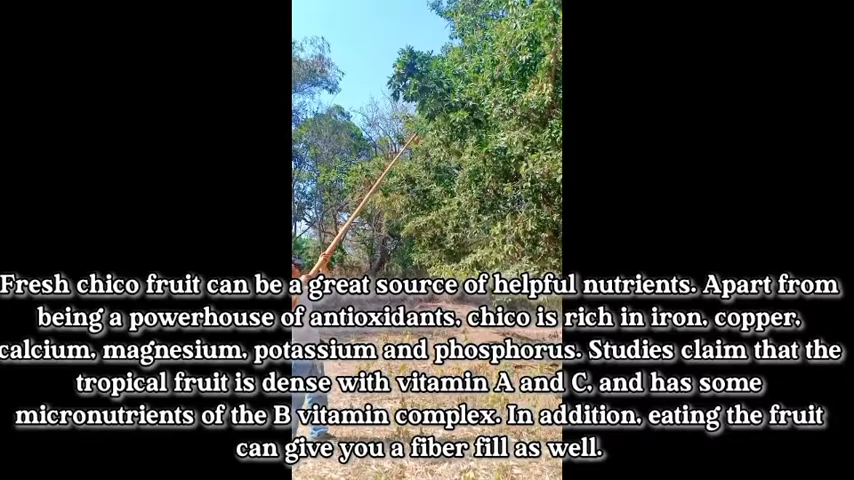 Fresh chico fruit can be a great source of helpful nutrients. Apart from
being a powerhouse of antioxidants, chico is rich in iron, copper,
calcium, magnesium, potassium and phosphorus. Studies claim that the
tropical fruit is dense with vitamin A and C, and has some
micronutrients of the B vitamin complex. In addition, eating the fruit
can give you a fiber fill as well.